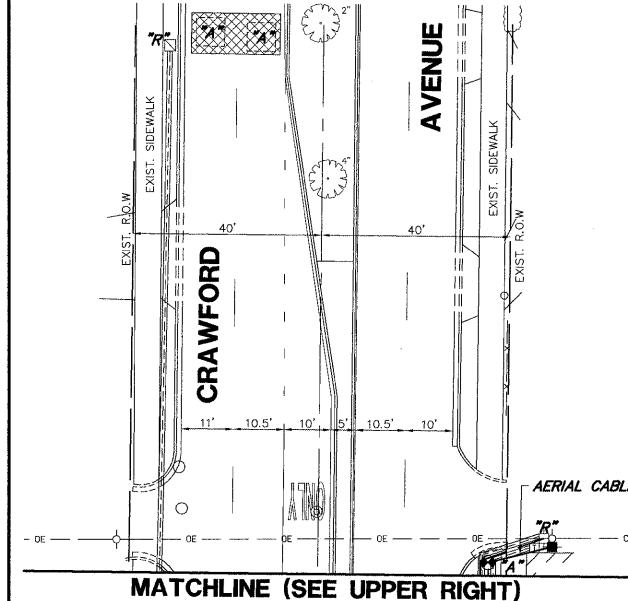 2"
"R"
"A"
"A"
AVENUE
EXIST. SIDEWALK
EXIST. SIDEWALK
4"
EXIST. R.O.W
40'
40'
EXIST. R.O.W
CRAWFORD
11'
10.5'
10'
5'
10.5'
10'
ONLY
AERIAL CABL
"R"
OE
OE
OE
OE
OE
"A"
MATCHLINE (SEE UPPER RIGHT)